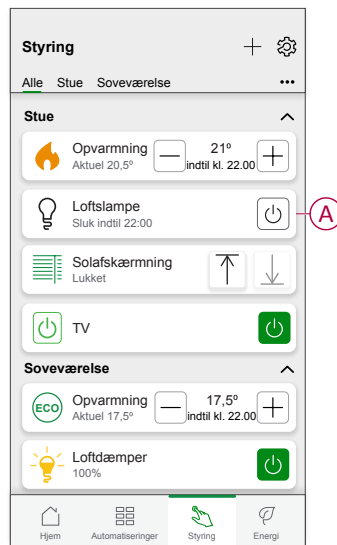 Styring
Alle Stue Soveværelse
Stue
Opvarmning 21°
Aktuel 20,5° indtil kl. 22.00
Loftslampe
Sluk indtil 22:00
A
Solafskærmning
Lukket
TV
Soveværelse
ECO Opvarmning 17,5°
Aktuel 17,5° indtil kl. 22.00
Loftdæmper
100%
Hjem Automatiseringer Styring Energi